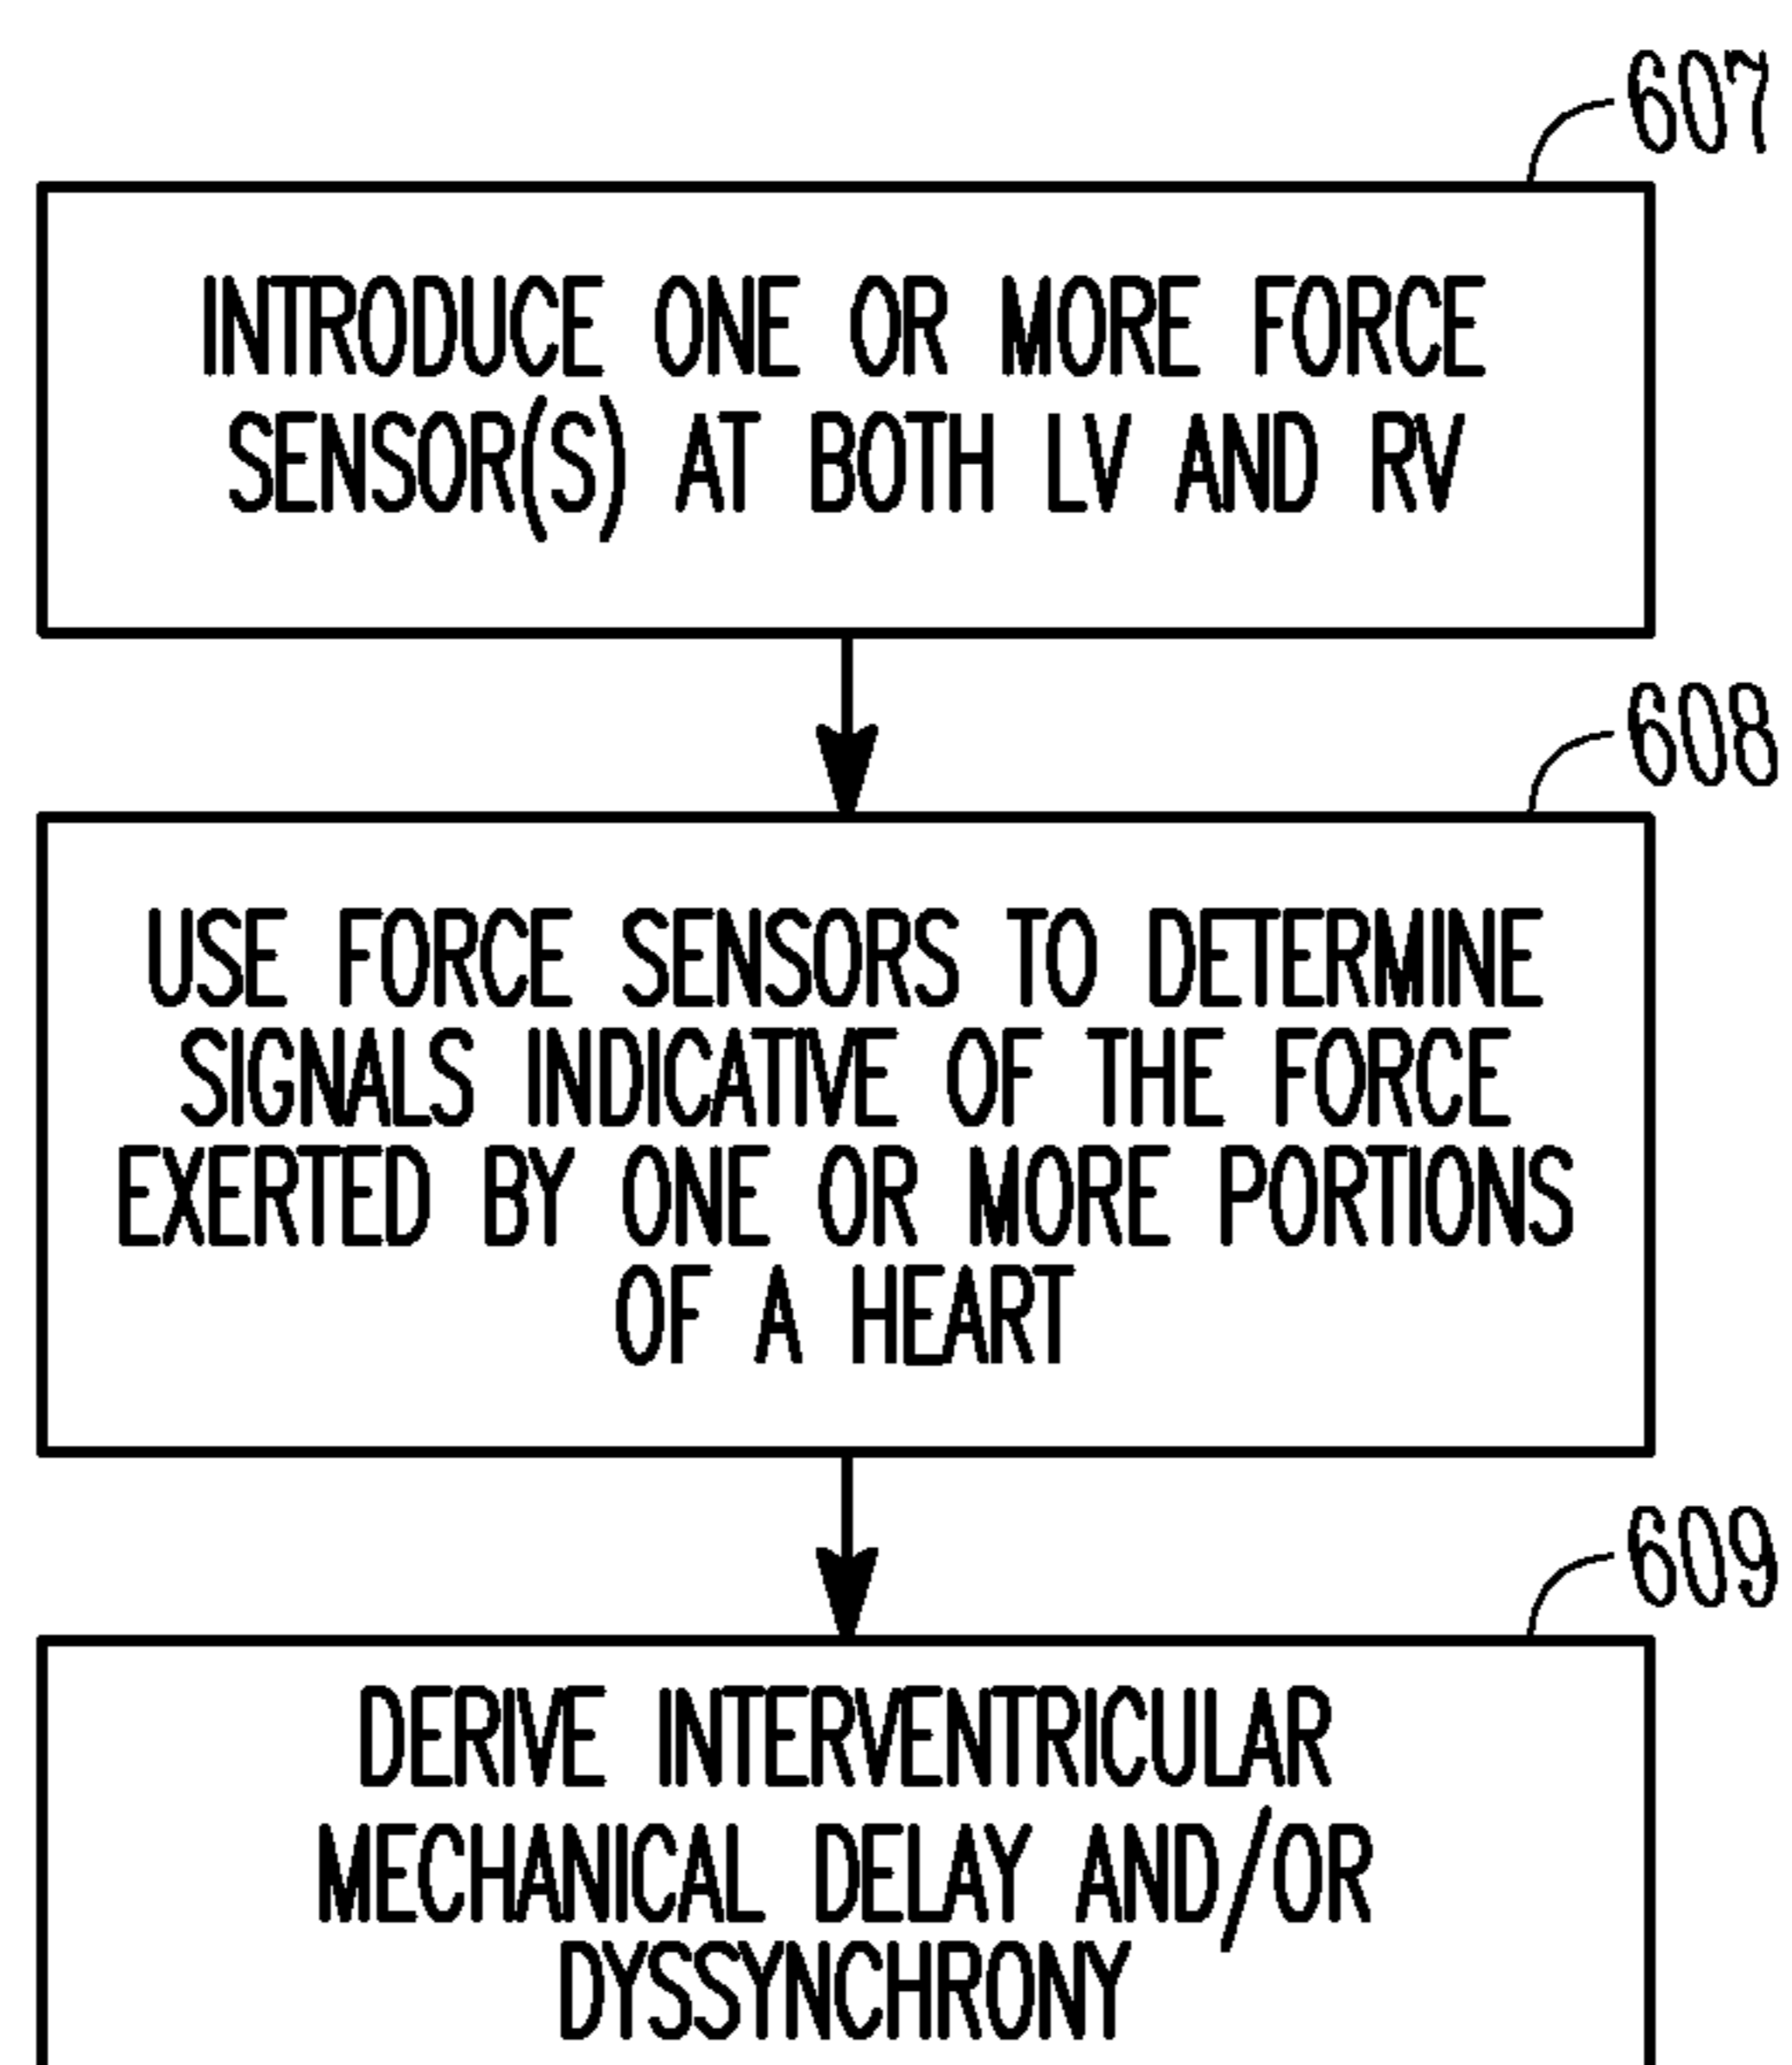 607
INTRODUCE ONE OR MORE FORCE
SENSOR(S) AT BOTH LV AND RV
608
USE FORCE SENSORS TO DETERMINE
SIGNALS INDICATIVE OF THE FORCE
EXERTED BY ONE OR MORE PORTIONS
OF A HEART
609
DERIVE INTERVENTRICULAR
MECHANICAL DELAY AND/OR
DYSSYNCHRONY